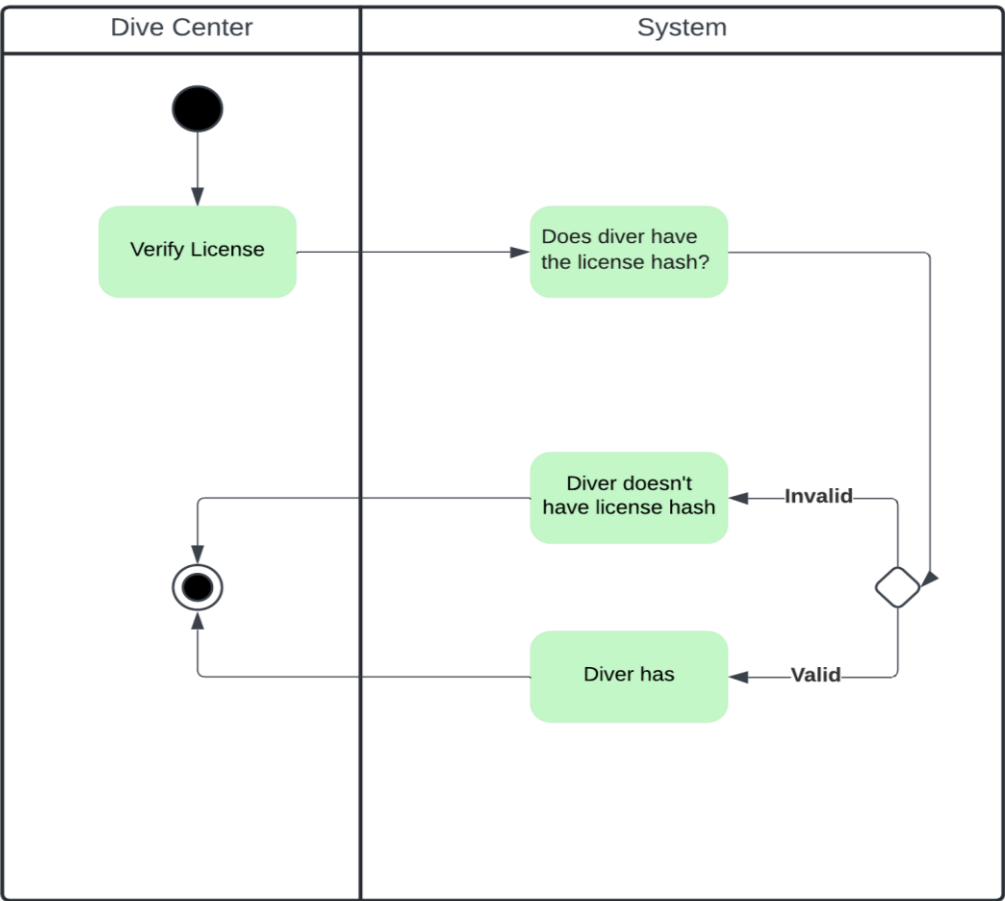 Dive Center
System
Verify License
Does diver have
the license hash?
Diver doesn't
have license hash
Invalid
Diver has
Valid